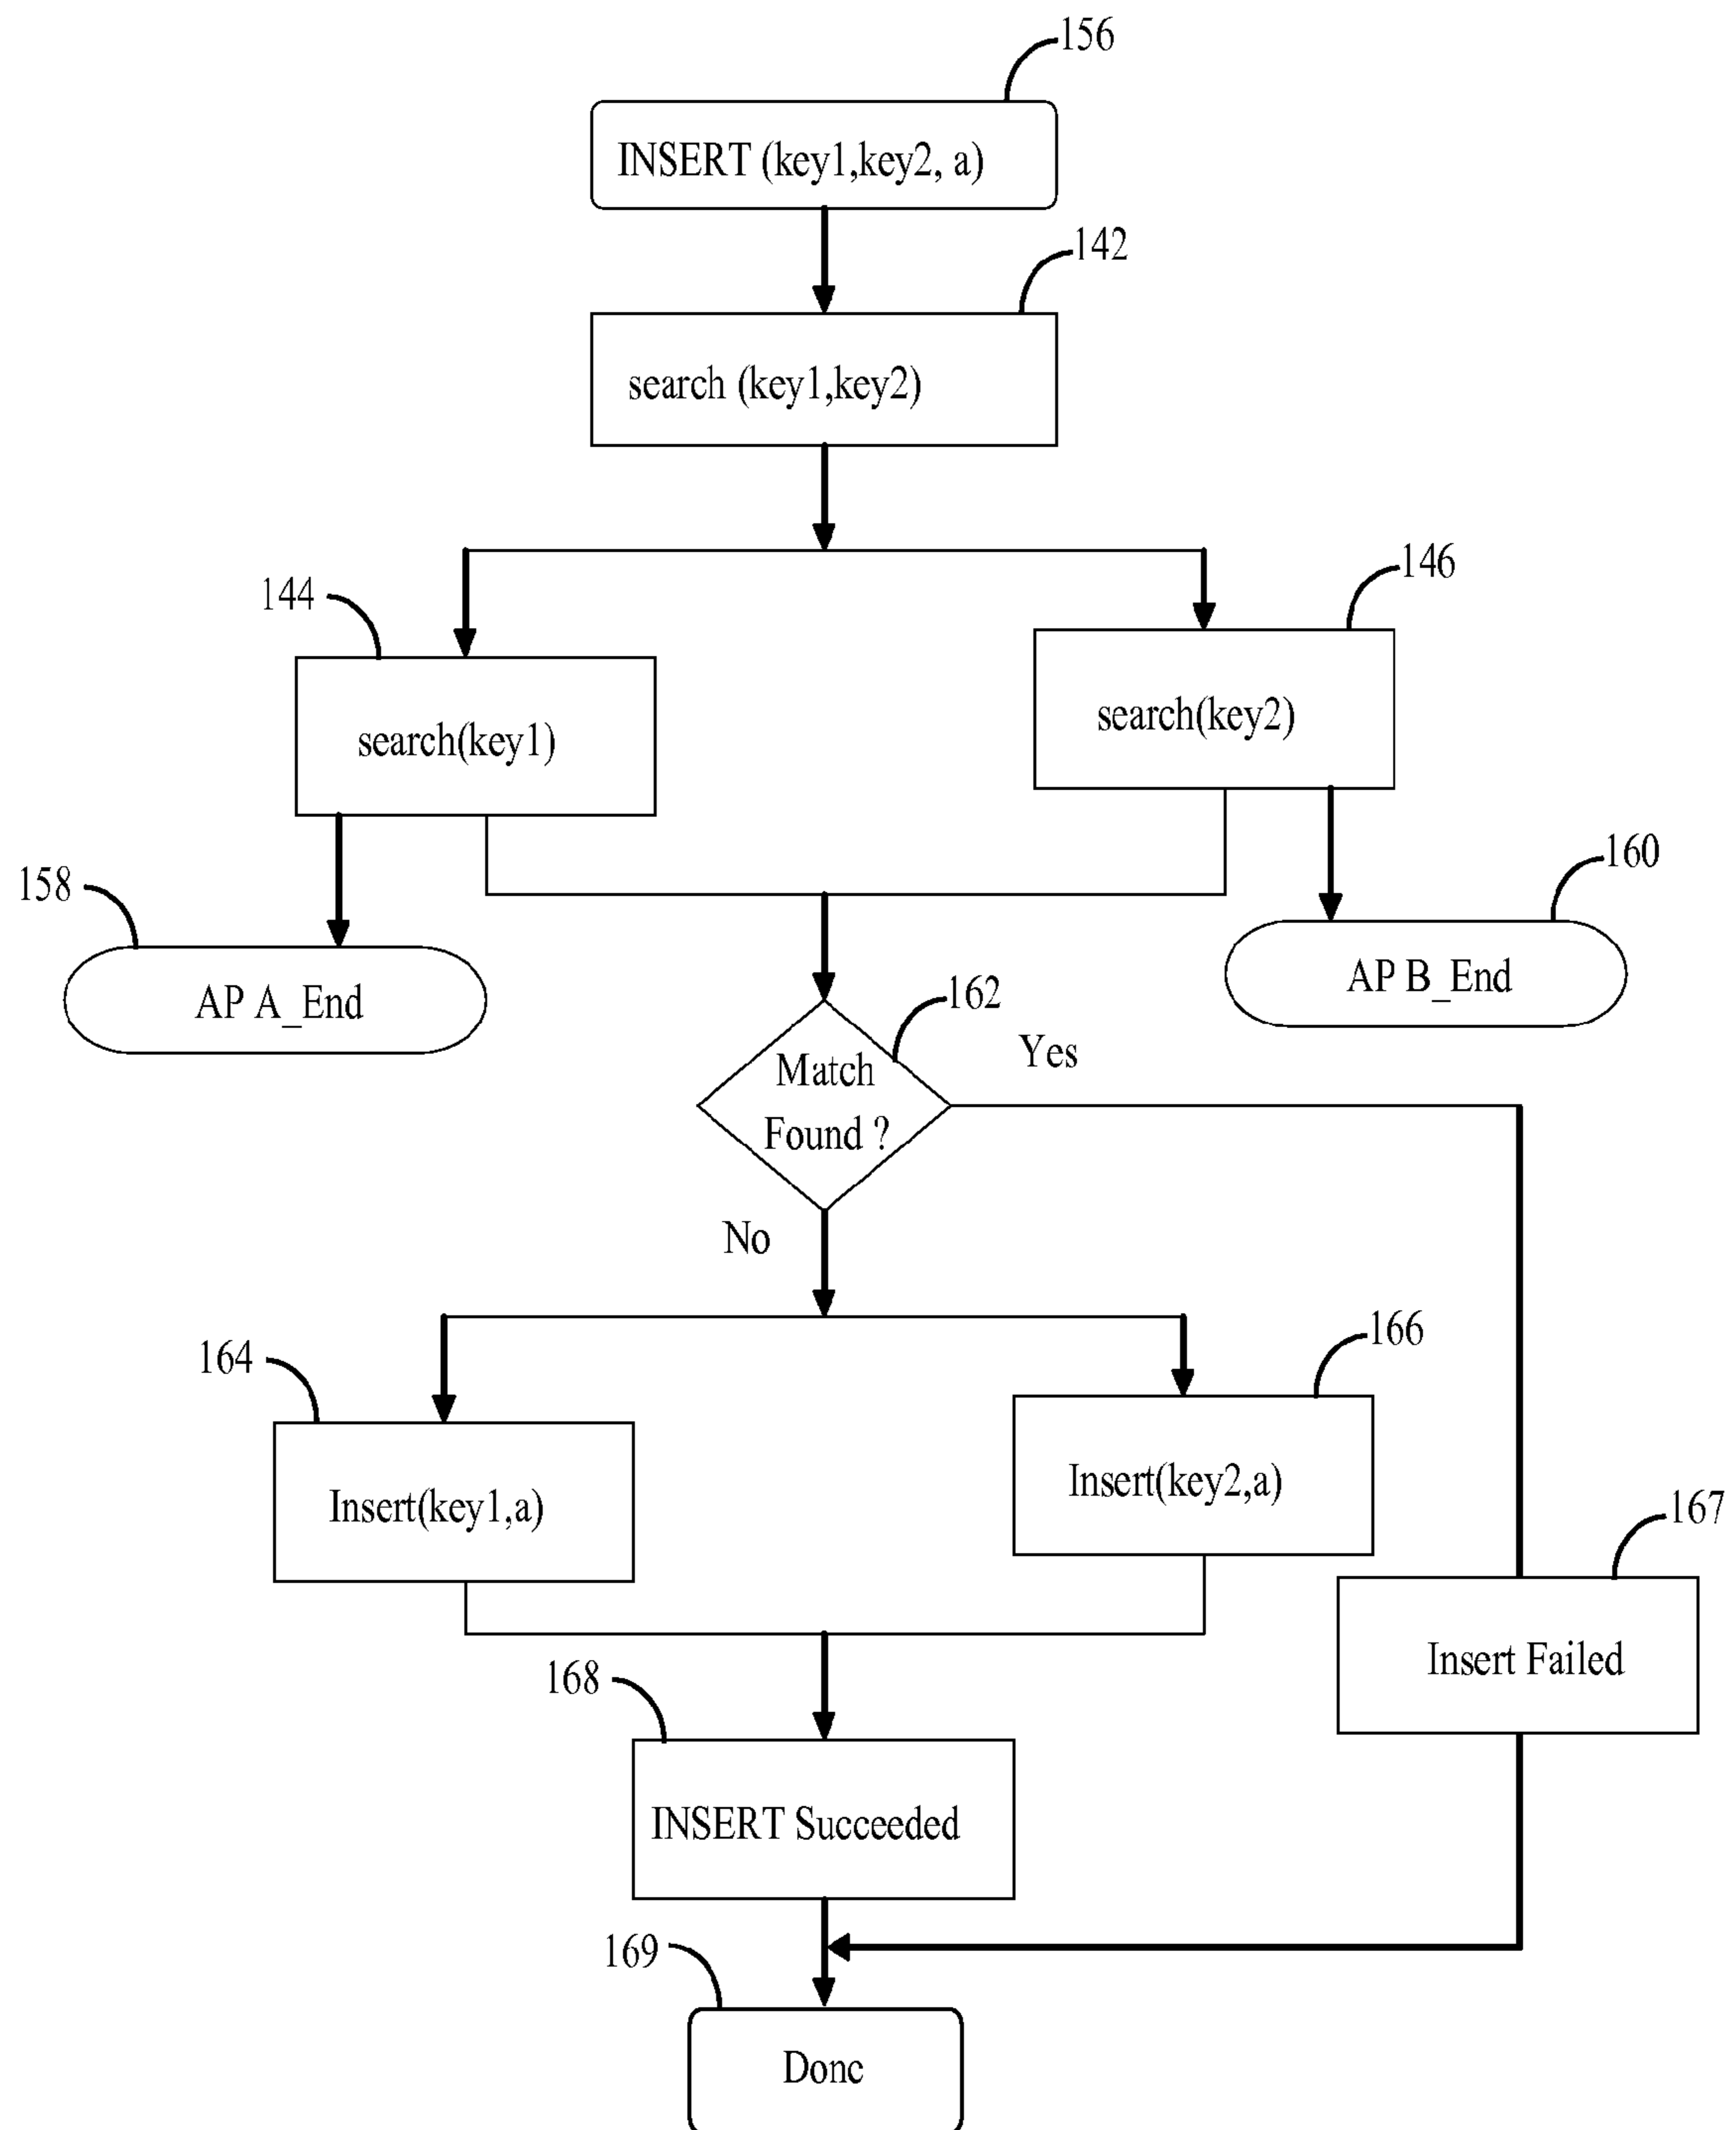 156
INSERT (key1,key2, a)
142
search (key1,key2)
144
146
search(key1)
search(key2)
158
160
AP A_End
AP B_End
162
Match
Found ?
Yes
No
164
166
Insert(key1,a)
Insert(key2,a)
167
Insert Failed
168
INSERT Succeeded
169
Done